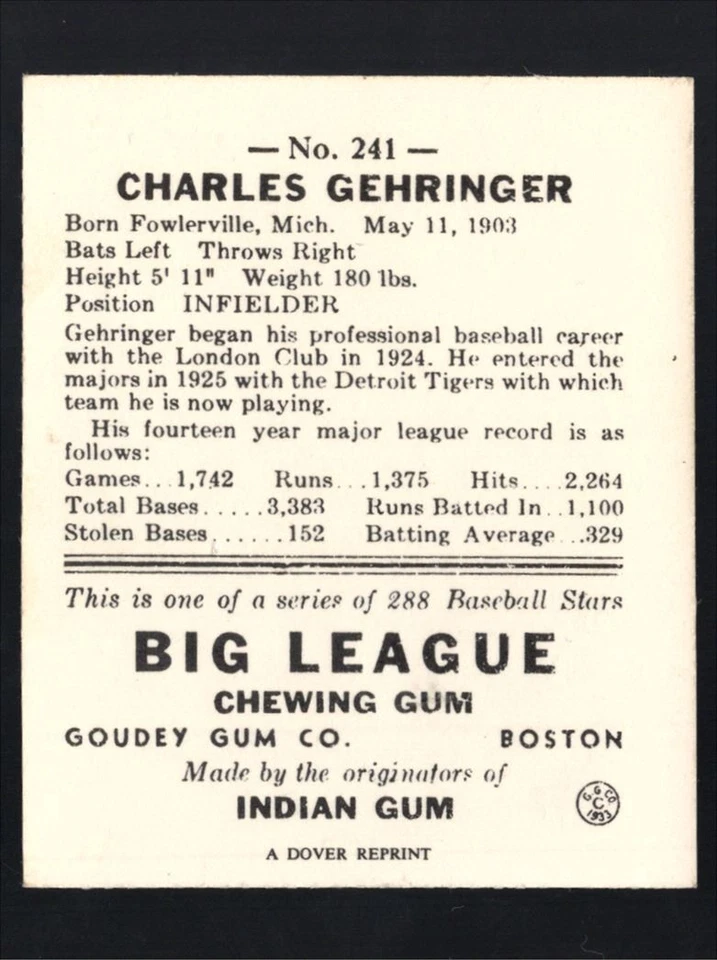 — No. 241 —
CHARLES GEHRINGER
Born Fowlerville, Mich. May 11, 1903
Bats Left Throws Right
Height 5' 11" Weight 180 lbs.
Position INFIELDER
Gehringer began his professional baseball career
with the London Club in 1924. He entered the
majors in 1925 with the Detroit Tigers with which
team he is now playing.
His fourteen year major league record is as
follows:
Games...1,742 Runs...1,375 Hits....2,264
Total Bases.....3,383 Runs Batted In..1,100
Stolen Bases......152 Batting Average...329
This is one of a series of 288 Baseball Stars
BIG LEAGUE
CHEWING GUM
GOUDEY GUM CO. BOSTON
Made by the originators of
INDIAN GUM
G G CO
C
1933
A DOVER REPRINT